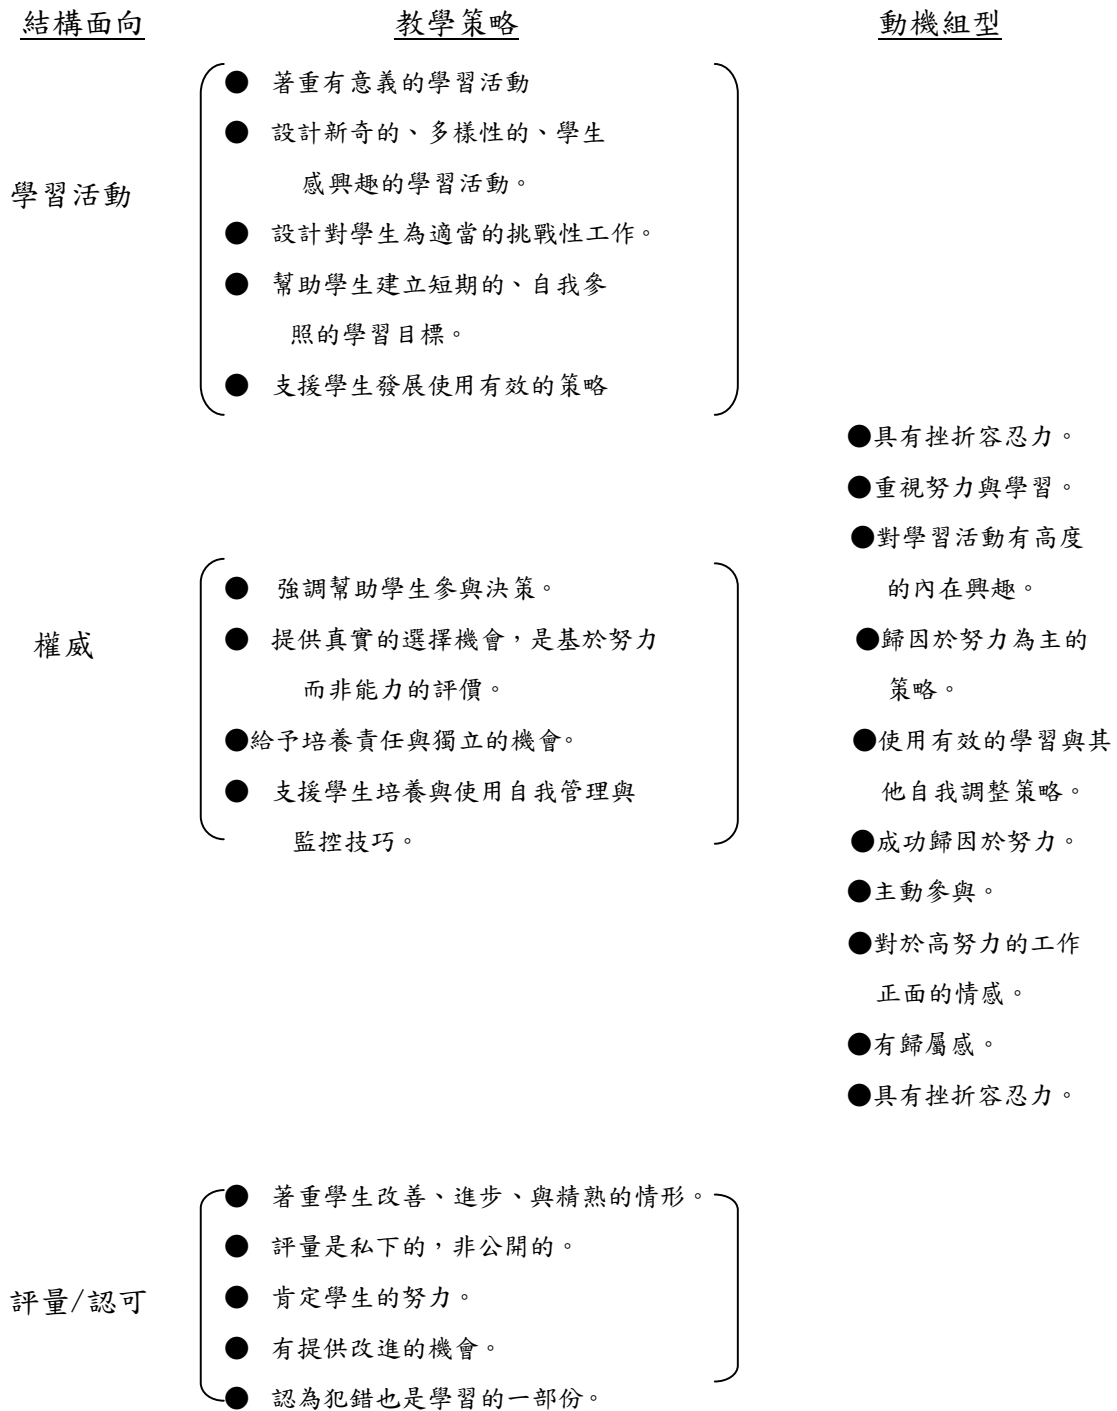 結構面向 教學策略 動機組型
● 著重有意義的學習活動
● 設計新奇的、多樣性的、學生
感興趣的學習活動。
學習活動
● 設計對學生為適當的挑戰性工作。
● 幫助學生建立短期的、自我參
照的學習目標。
● 支援學生發展使用有效的策略
● 強調幫助學生參與決策。
權威
● 提供真實的選擇機會，是基於努力
而非能力的評價。
●給予培養責任與獨立的機會。
● 支援學生培養與使用自我管理與
監控技巧。
● 著重學生改善、進步、與精熟的情形。
● 評量是私下的，非公開的。
評量/認可
● 肯定學生的努力。
● 有提供改進的機會。
● 認為犯錯也是學習的一部份。
●具有挫折容忍力。
●重視努力與學習。
●對學習活動有高度
的內在興趣。
●歸因於努力為主的
策略。
●使用有效的學習與其
他自我調整策略。
●成功歸因於努力。
●主動參與。
●對於高努力的工作
正面的情感。
●有歸屬感。
●具有挫折容忍力。